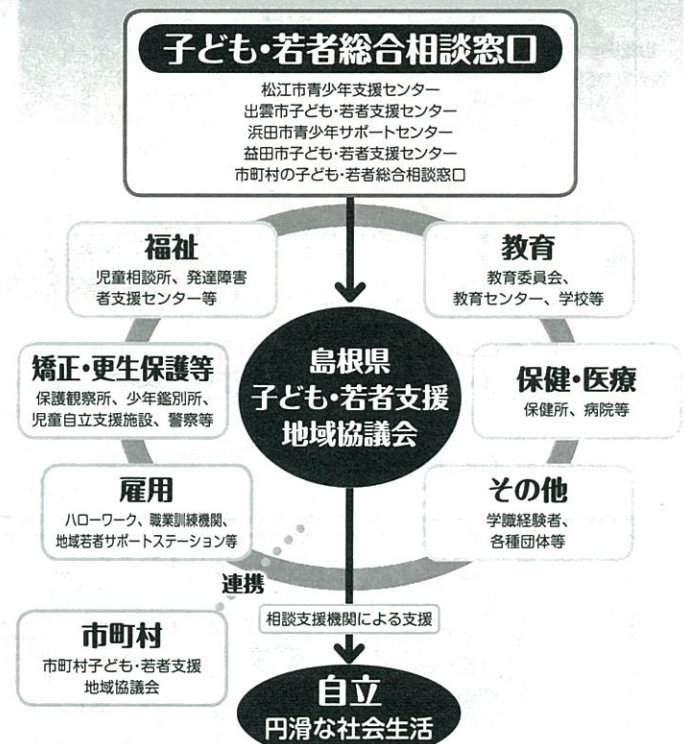 子ども・若者総合相談窓口
松江市青少年支援センター
出雲市子ども・若者支援センター
浜田市青少年サポートセンター
益田市子ども・若者支援センター
市町村の子ども・若者総合相談窓口
福祉
児童相談所、発達障害
者支援センター等
教育
教育委員会、
教育センター、学校等
矯正・更生保護等
保護観察所、少年鑑別所、
児童自立支援施設、警察等
島根県
子ども・若者支援
地域協議会
保健・医療
保健所、病院等
雇用
ハローワーク、職業訓練機関、
地域若者サポートステーション等
その他
学識経験者、
各種団体等
連携
市町村
市町村子ども・若者支援
地域協議会
相談支援機関による支援
自立
円滑な社会生活